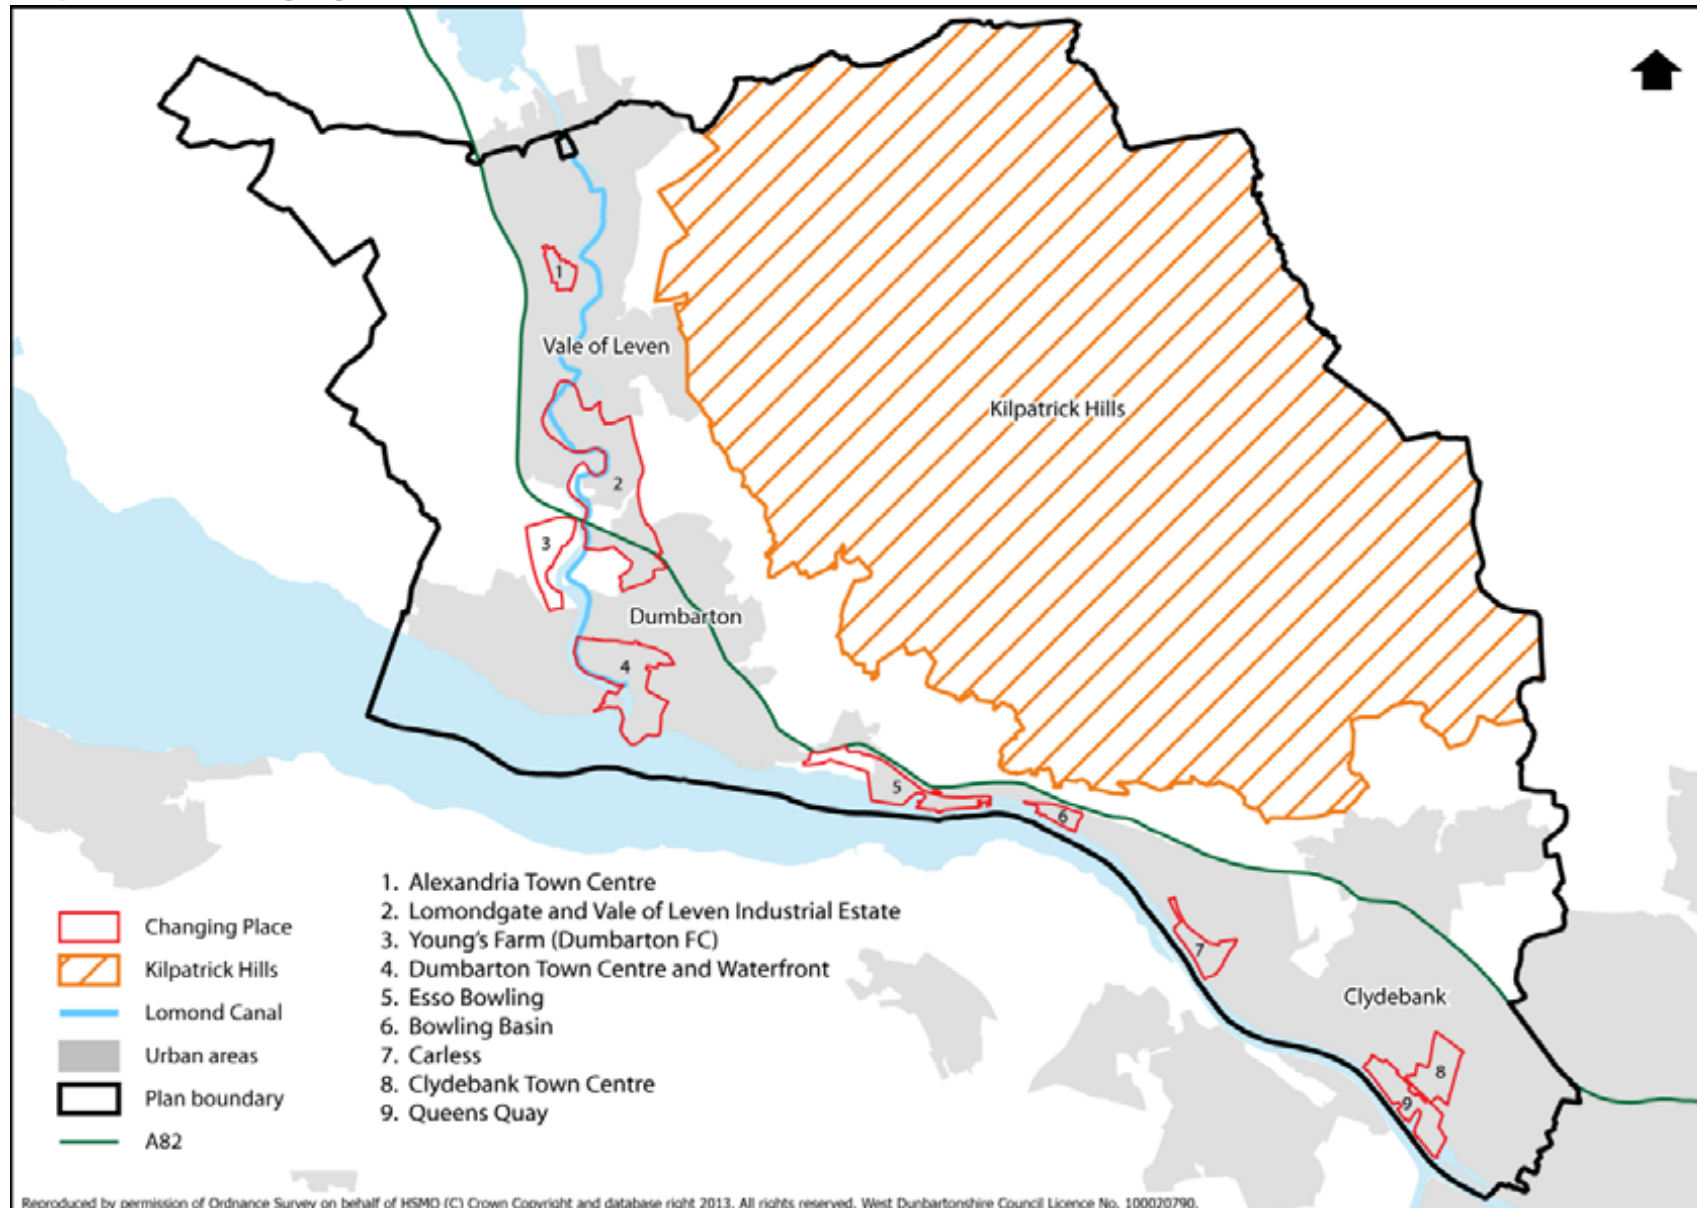 1
Vale of Leven
Kilpatrick Hills
2
3
Dumbarton
4
5
6
7
Clydebank
8
9
1. Alexandria Town Centre
2. Lomondgate and Vale of Leven Industrial Estate
3. Young's Farm (Dumbarton FC)
4. Dumbarton Town Centre and Waterfront
5. Esso Bowling
6. Bowling Basin
7. Carless
8. Clydebank Town Centre
9. Queens Quay
Changing Place
Kilpatrick Hills
Lomond Canal
Urban areas
Plan boundary
A82
Reproduced by permission of Ordnance Survey on behalf of HSMO (C) Crown Copyright and database right 2013. All rights reserved. West Dunbartonshire Council Licence No. 100020790.